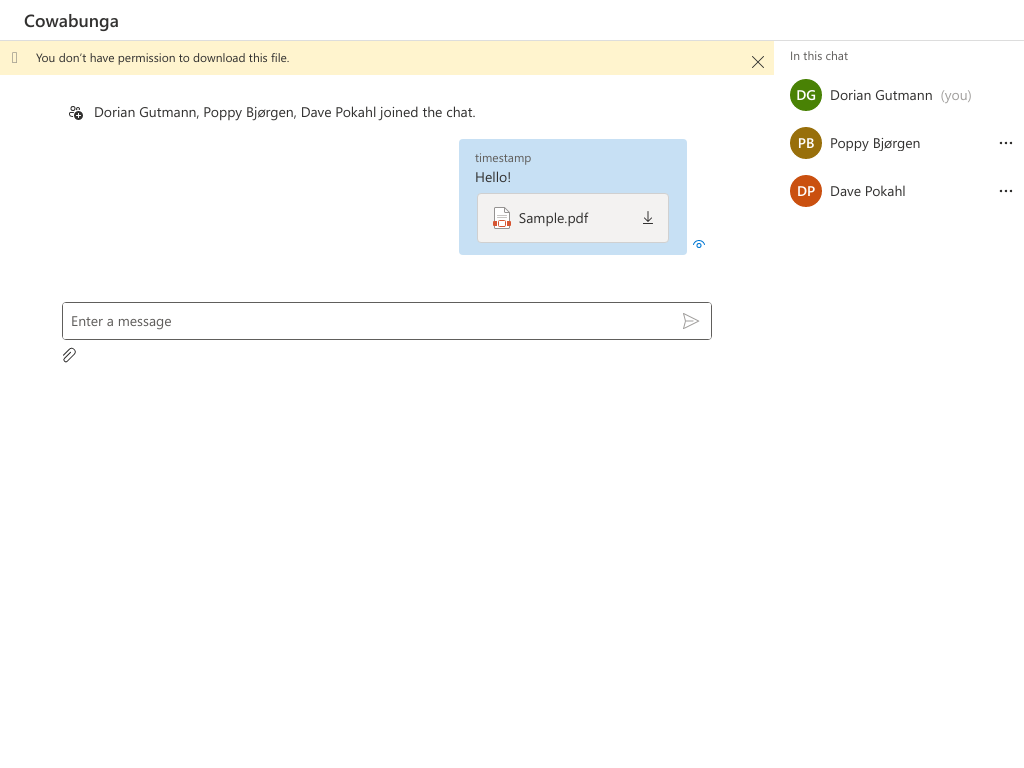 Cowabunga
You don’t have permission to download this file.
Dorian Gutmann, Poppy Bjørgen, Dave Pokahl joined the chat.
timestamp
Hello!
Sample.pdf
Enter a message
In this chat
DG Dorian Gutmann (you)
PB Poppy Bjørgen
DP Dave Pokahl